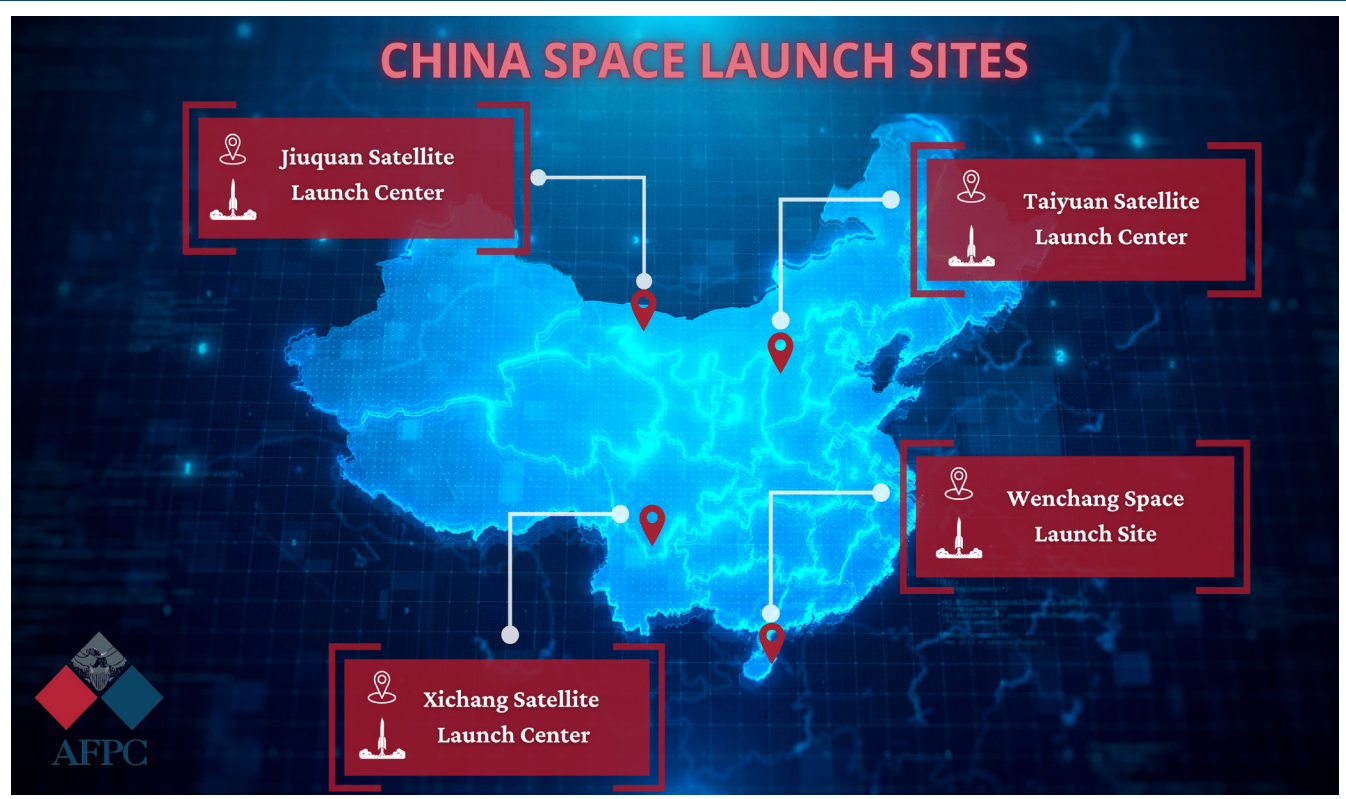 CHINA SPACE LAUNCH SITES
Jiuquan Satellite
Launch Center
Taiyuan Satellite
Launch Center
Wenchang Space
Launch Site
Xichang Satellite
Launch Center
AFPC